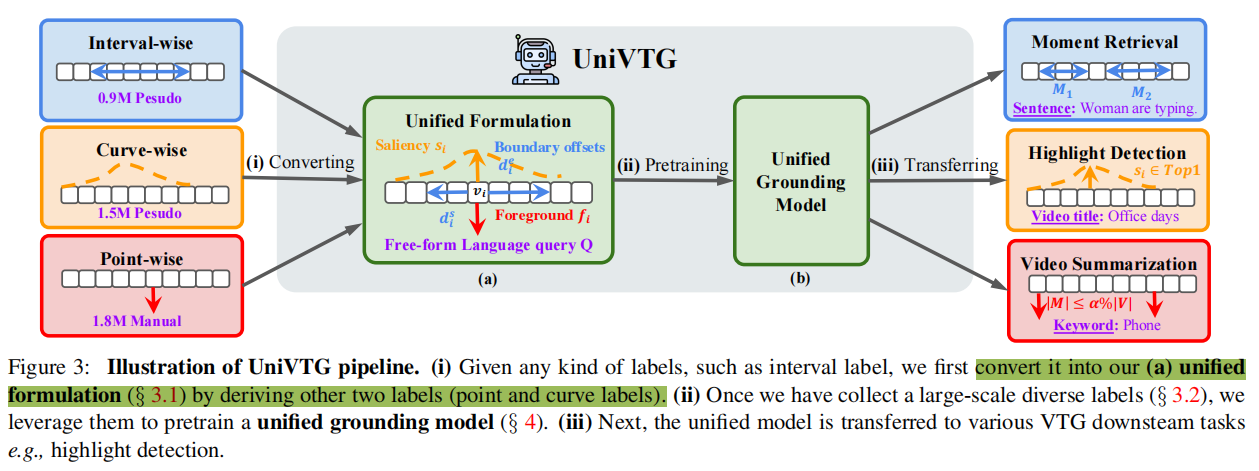 Interval-wise
0.9M Pesudo
Curve-wise
1.5M Pesudo
Point-wise
1.8M Manual
(i) Converting
UniVTG
Unified Formulation
Saliency s_i
Boundary offsets
d_i^e
v_i
d_i^s
Foreground f_i
Free-form Language query Q
(a)
(ii) Pretraining
Unified
Grounding
Model
(b)
(iii) Transferring
Moment Retrieval
M_1
M_2
Sentence: Woman are typing.
Highlight Detection
s_i ∈ Top1
Video title: Office days
Video Summarization
|M| ≤ α%|V|
Keyword: Phone
Figure 3: Illustration of UniVTG pipeline. (i) Given any kind of labels, such as interval label, we first convert it into our (a) unified
formulation (§ 3.1) by deriving other two labels (point and curve labels). (ii) Once we have collect a large-scale diverse labels (§ 3.2), we
leverage them to pretrain a unified grounding model (§ 4). (iii) Next, the unified model is transferred to various VTG downsteam tasks
e.g., highlight detection.